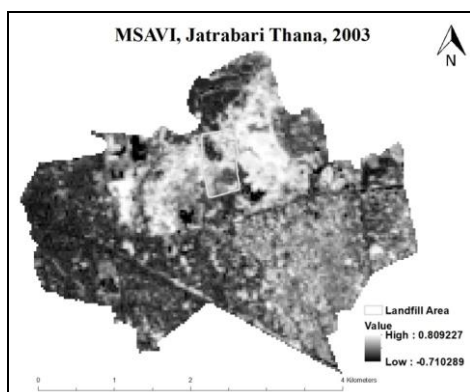 MSAVI, Jatrabari Thana, 2003
N
Landfill Area
Value
High : 0.809227
Low : -0.710289
0 1 2 4 Kilometers